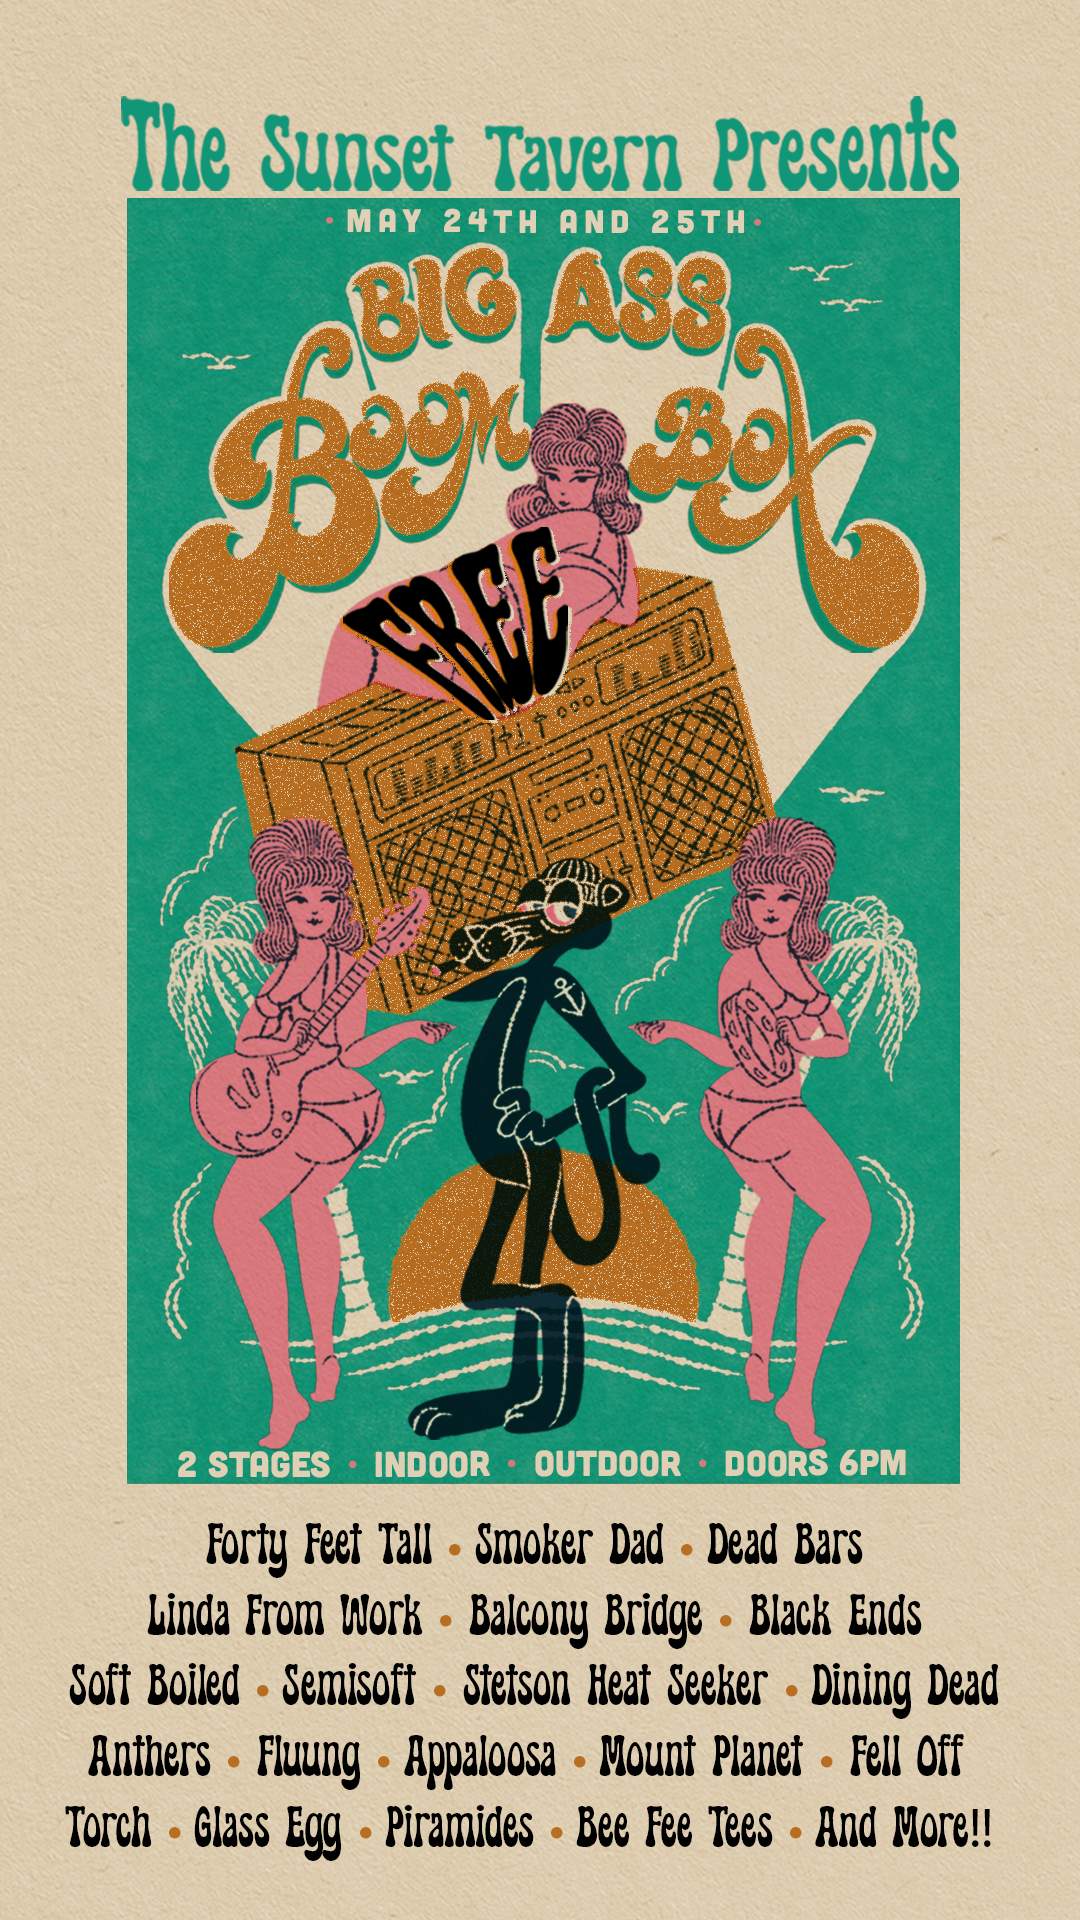 The Sunset Tavern Presents
• MAY 24TH AND 25TH •
BIG ASS
BOOM BOX
FREE
2 STAGES • INDOOR • OUTDOOR • DOORS 6PM
Forty Feet Tall • Smoker Dad • Dead Bars
Linda From Work • Balcony Bridge • Black Ends
Soft Boiled • Semisoft • Stetson Heat Seeker • Dining Dead
Anthers • Fluung • Appaloosa • Mount Planet • Fell Off
Torch • Glass Egg • Piramides • Bee Fee Tees • And More!!